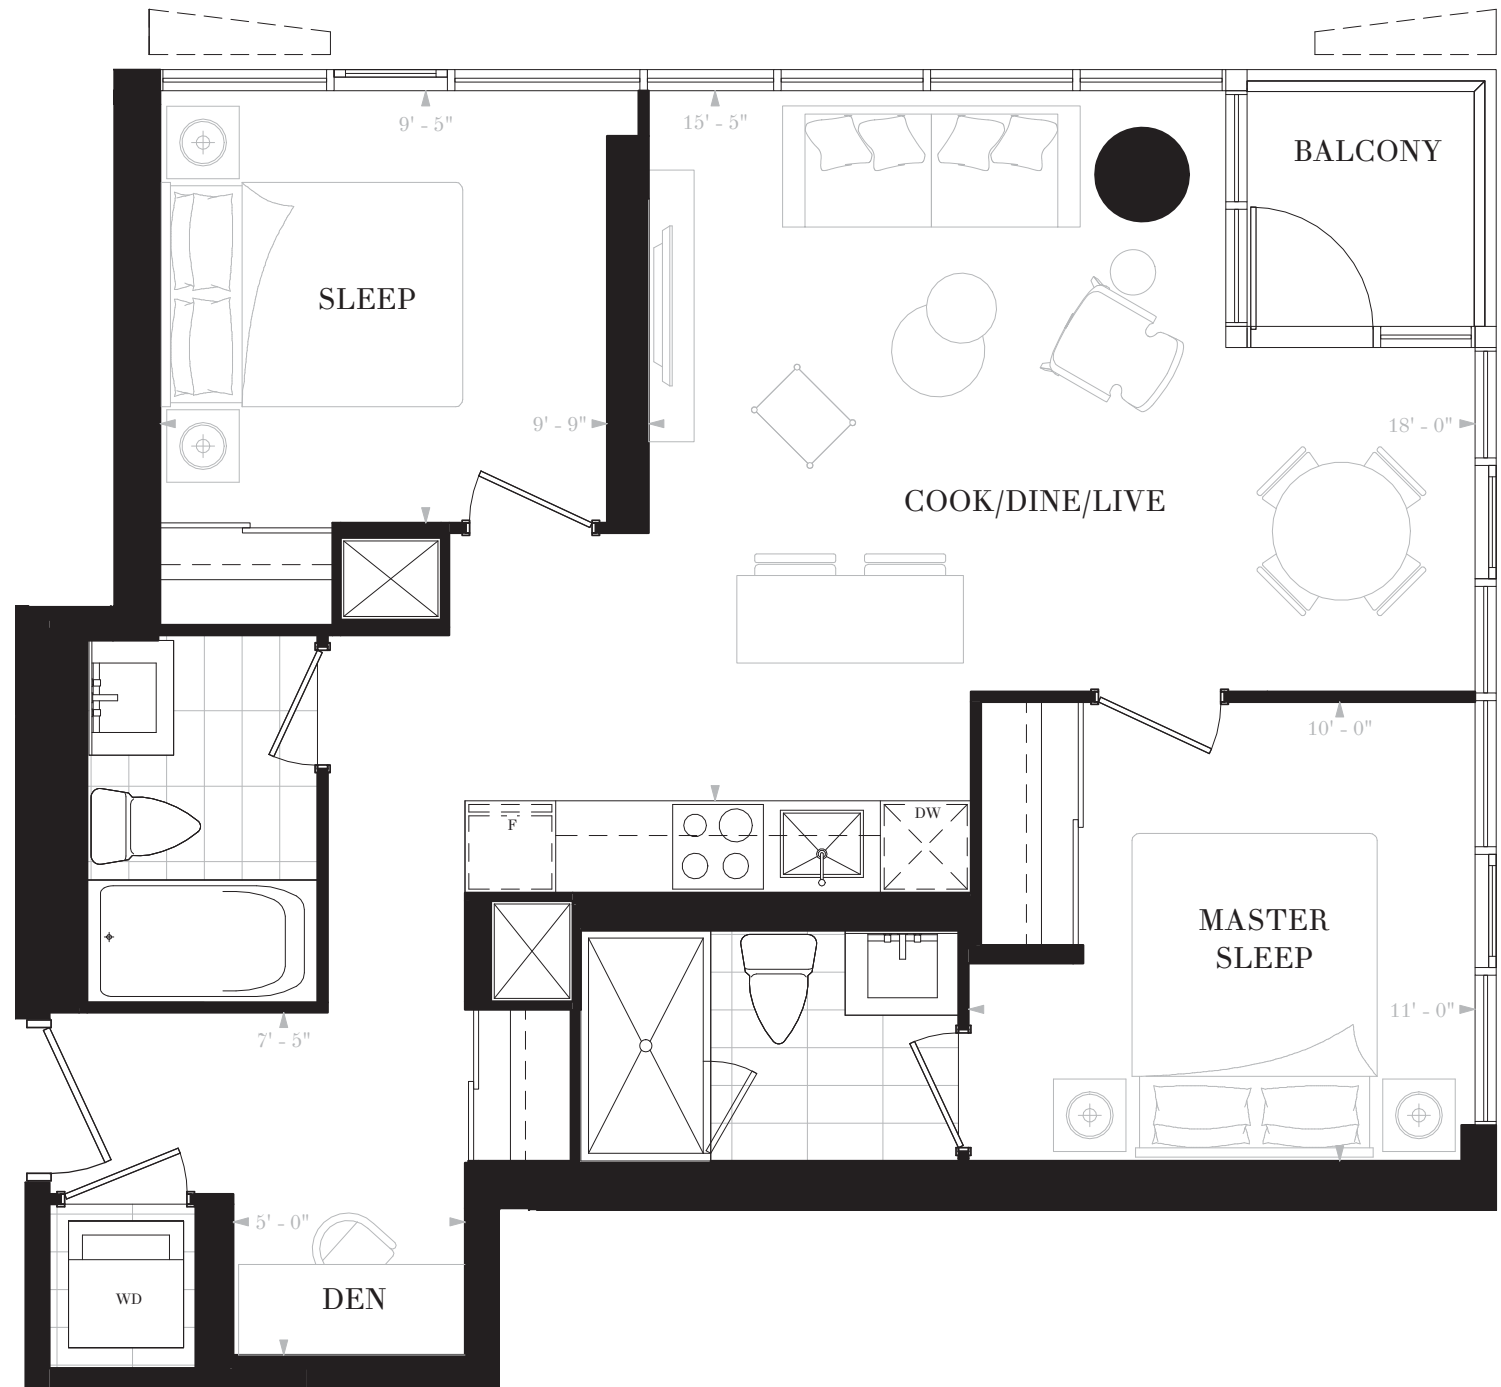 9' - 5"
15' - 5"
BALCONY
SLEEP
9' - 9"
18' - 0"
COOK/DINE/LIVE
10' - 0"
F
DW
MASTER
SLEEP
11' - 0"
7' - 5"
5' - 0"
WD
DEN